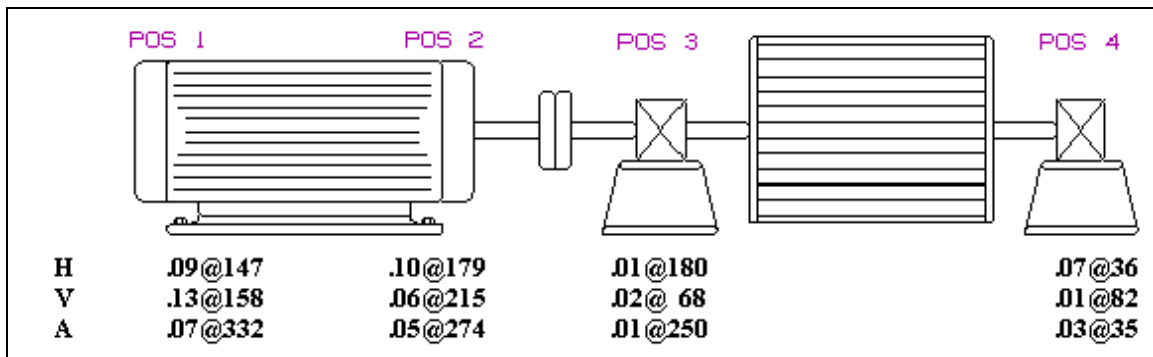 POS 1 POS 2 POS 3 POS 4
H .09@147 .10@179 .01@180 .07@36
V .13@158 .06@215 .02@ 68 .01@82
A .07@332 .05@274 .01@250 .03@35